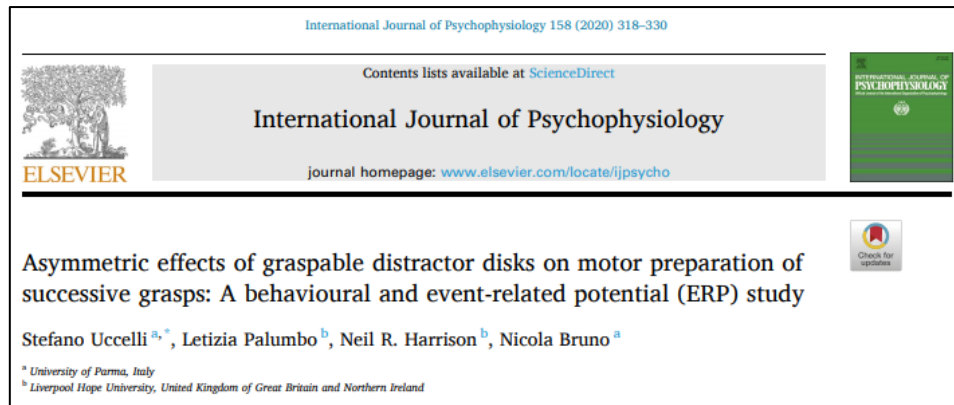 International Journal of Psychophysiology 158 (2020) 318–330
Contents lists available at ScienceDirect
International Journal of Psychophysiology
journal homepage: www.elsevier.com/locate/ijpsycho
ELSEVIER
INTERNATIONAL JOURNAL OF
PSYCHOPHYSIOLOGY
Check for
updates
Asymmetric effects of graspable distractor disks on motor preparation of
successive grasps: A behavioural and event-related potential (ERP) study
Stefano Uccelli a,*, Letizia Palumbo b, Neil R. Harrison b, Nicola Bruno a
a University of Parma, Italy
b Liverpool Hope University, United Kingdom of Great Britain and Northern Ireland